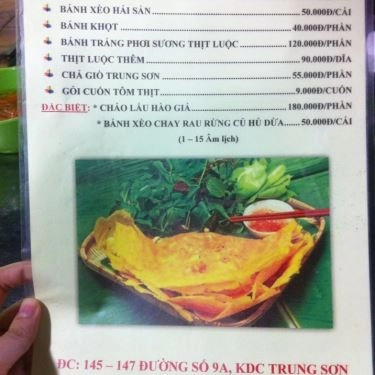 BÁNH XÈO HẢI SẢN ........ 50.000Đ/CÁI
BÁNH KHỌT ........ 40.000Đ/PHẦN
BÁNH TRÁNG PHƠI SƯƠNG THỊT LUỘC ........ 120.000Đ/PHẦN
THỊT LUỘC THÊM ........ 90.000Đ/DĨA
CHẢ GIÒ TRUNG SƠN ........ 55.000Đ/PHẦN
GỎI CUỐN TÔM THỊT ........ 9.000Đ/CUỐN
ĐẶC BIỆT: * CHÁO LẨU HÀO GIÁ ........ 180.000Đ/PHẦN
* BÁNH XÈO CHAY RAU RỪNG CŨ HŨ DỪA ...... 50.000Đ/CÁI
(1 – 15 Âm lịch)
ĐC: 145 – 147 ĐƯỜNG SỐ 9A, KDC TRUNG SƠN